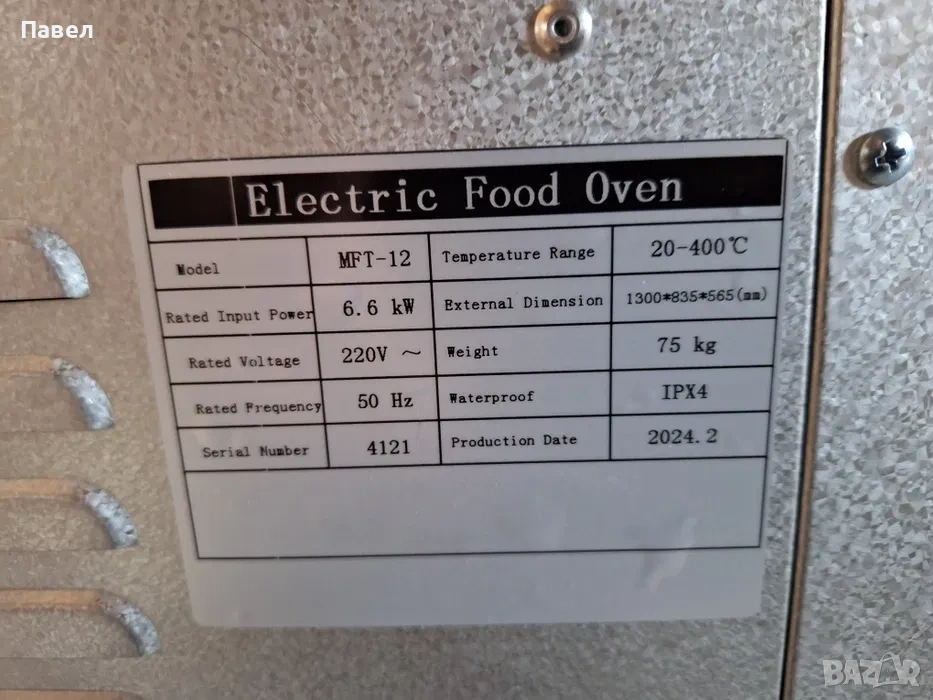 Павел
Electric Food Oven
Model MFT-12 Temperature Range 20-400℃
Rated Input Power 6.6 kW External Dimension 1300*835*565(mm)
Rated Voltage 220V ~ Weight 75 kg
Rated Frequency 50 Hz Waterproof IPX4
Serial Number 4121 Production Date 2024.2
BAZAR